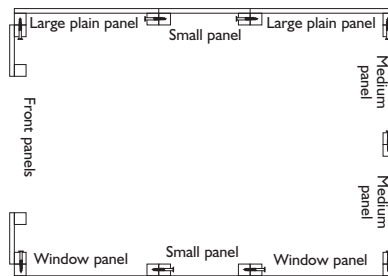 Large plain panel
Large plain panel
Small panel
Medium
panel
Front panels
Medium
panel
Small panel
Window panel
Window panel